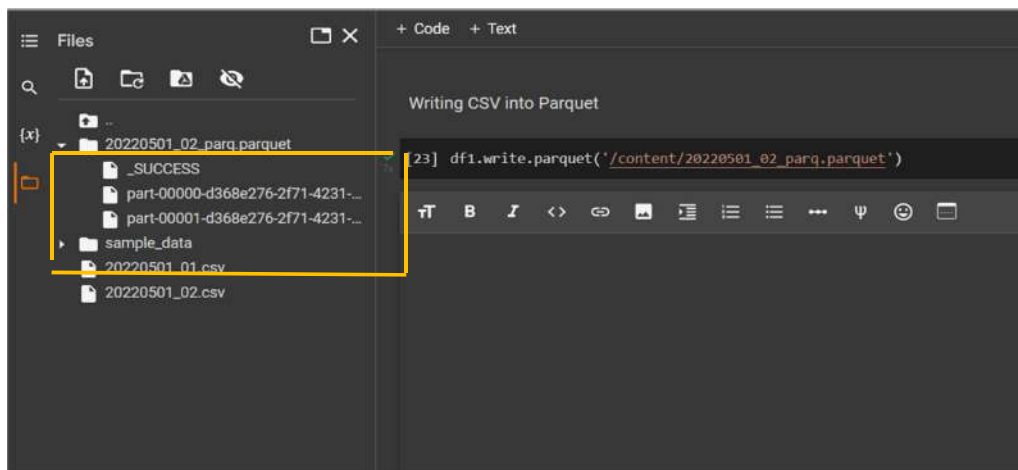 Files
{x}
..
20220501_02_parq.parquet
_SUCCESS
part-00000-d368e276-2f71-4231-...
part-00001-d368e276-2f71-4231-...
sample_data
20220501_01.csv
20220501_02.csv
+ Code + Text
Writing CSV into Parquet
[23] df1.write.parquet('/content/20220501_02_parq.parquet')
B I <> ψ